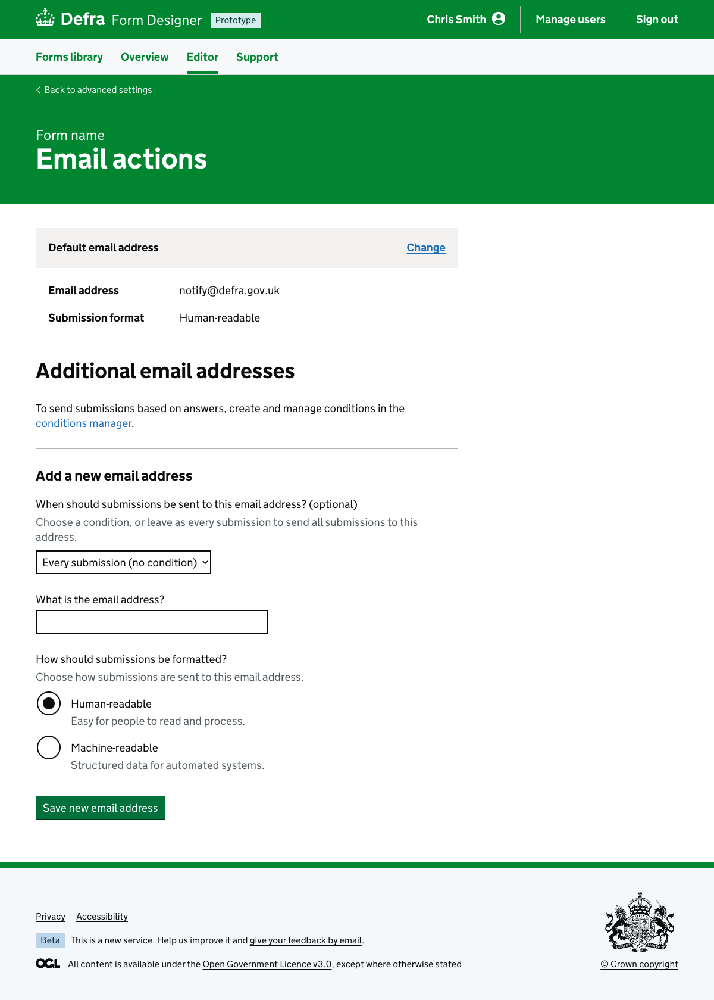 Defra Form Designer Prototype
Chris Smith
Manage users
Sign out
Forms library
Overview
Editor
Support
Back to advanced settings
Form name
Email actions
Default email address
Change
Email address
notify@defra.gov.uk
Submission format
Human-readable
Additional email addresses
To send submissions based on answers, create and manage conditions in the
conditions manager.
Add a new email address
When should submissions be sent to this email address? (optional)
Choose a condition, or leave as every submission to send all submissions to this
address.
Every submission (no condition)
What is the email address?
How should submissions be formatted?
Choose how submissions are sent to this email address.
Human-readable
Easy for people to read and process.
Machine-readable
Structured data for automated systems.
Save new email address
Privacy
Accessibility
Beta
This is a new service. Help us improve it and give your feedback by email.
OGL
All content is available under the Open Government Licence v3.0, except where otherwise stated
© Crown copyright